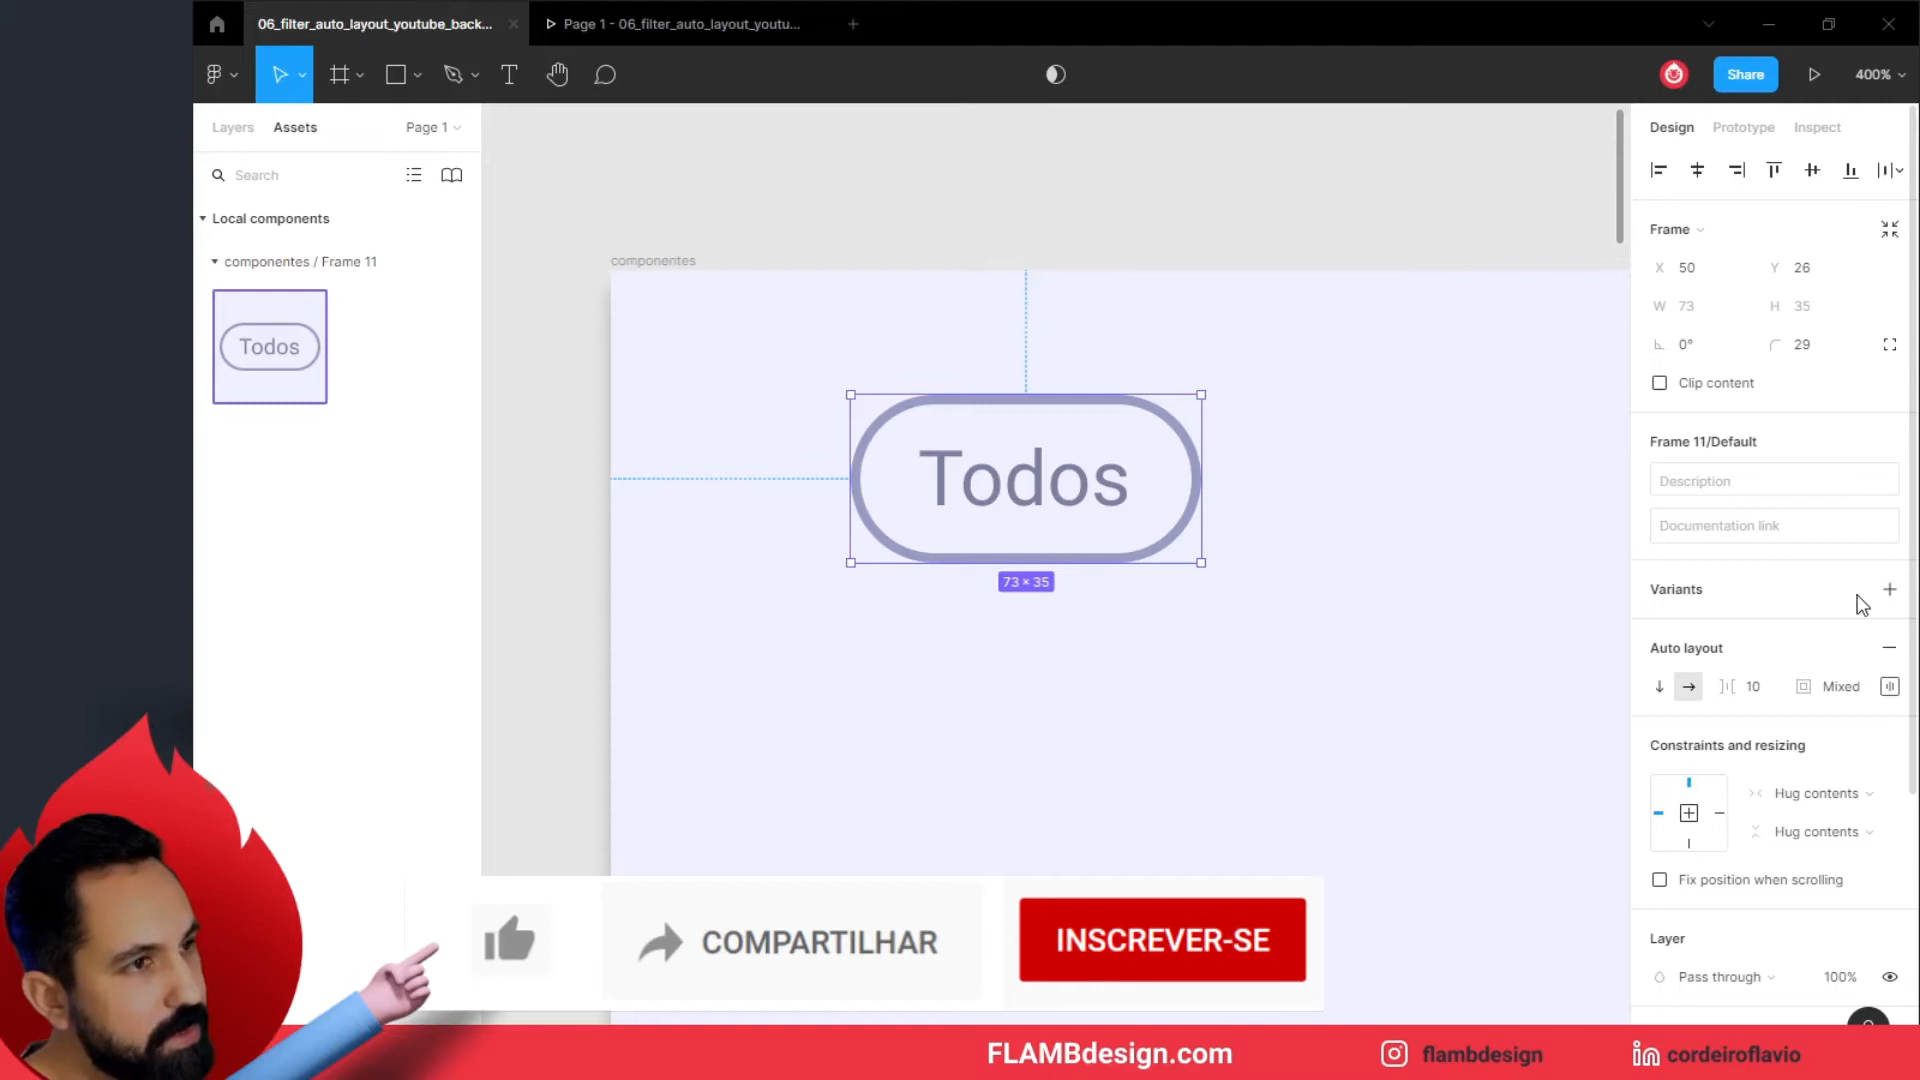 06_filter_auto_layout_youtube_back...
Page 1 - 06_filter_auto_layout_youtu...
Share
400%
Layers
Assets
Page 1
Search
Local components
componentes / Frame 11
Todos
componentes
Todos
73 × 35
Design
Prototype
Inspect
Frame
X 50
Y 26
W 73
H 35
0°
29
Clip content
Frame 11/Default
Description
Documentation link
Variants
Auto layout
10
Mixed
Constraints and resizing
Hug contents
Hug contents
Fix position when scrolling
Layer
Pass through
100%
COMPARTILHAR
INSCREVER-SE
FLAMBdesign.com
flambdesign
in cordeiroflavio